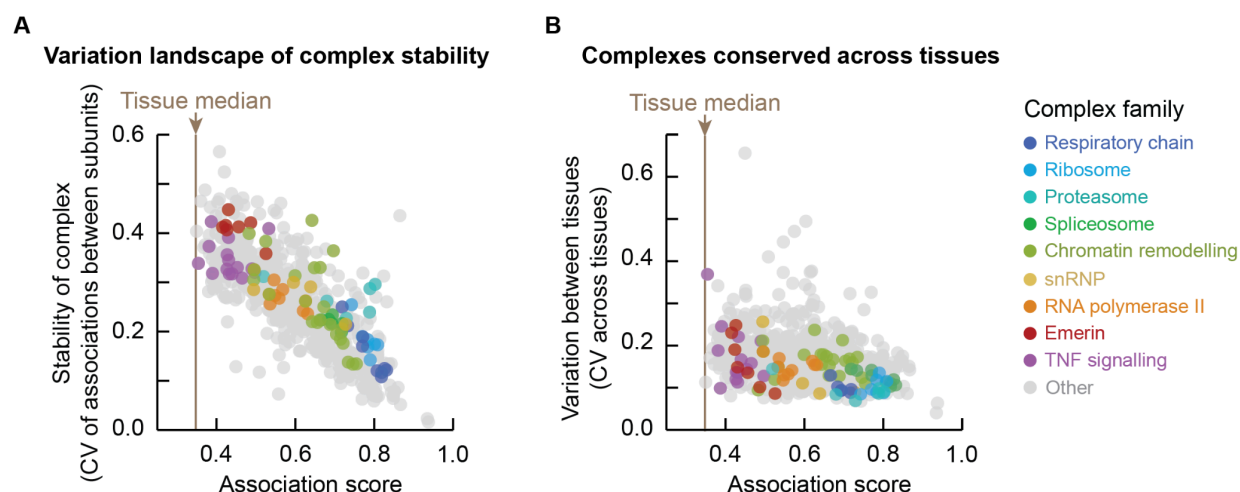 A
Variation landscape of complex stability
Tissue median
Stability of complex
(CV of associations between subunits)
0.6
0.4
0.2
0.0
0.4 0.6 0.8 1.0
Association score
B
Complexes conserved across tissues
Tissue median
Variation between tissues
(CV across tissues)
0.6
0.4
0.2
0.0
0.4 0.6 0.8 1.0
Association score
Complex family
Respiratory chain
Ribosome
Proteasome
Spliceosome
Chromatin remodelling
snRNP
RNA polymerase II
Emerin
TNF signalling
Other